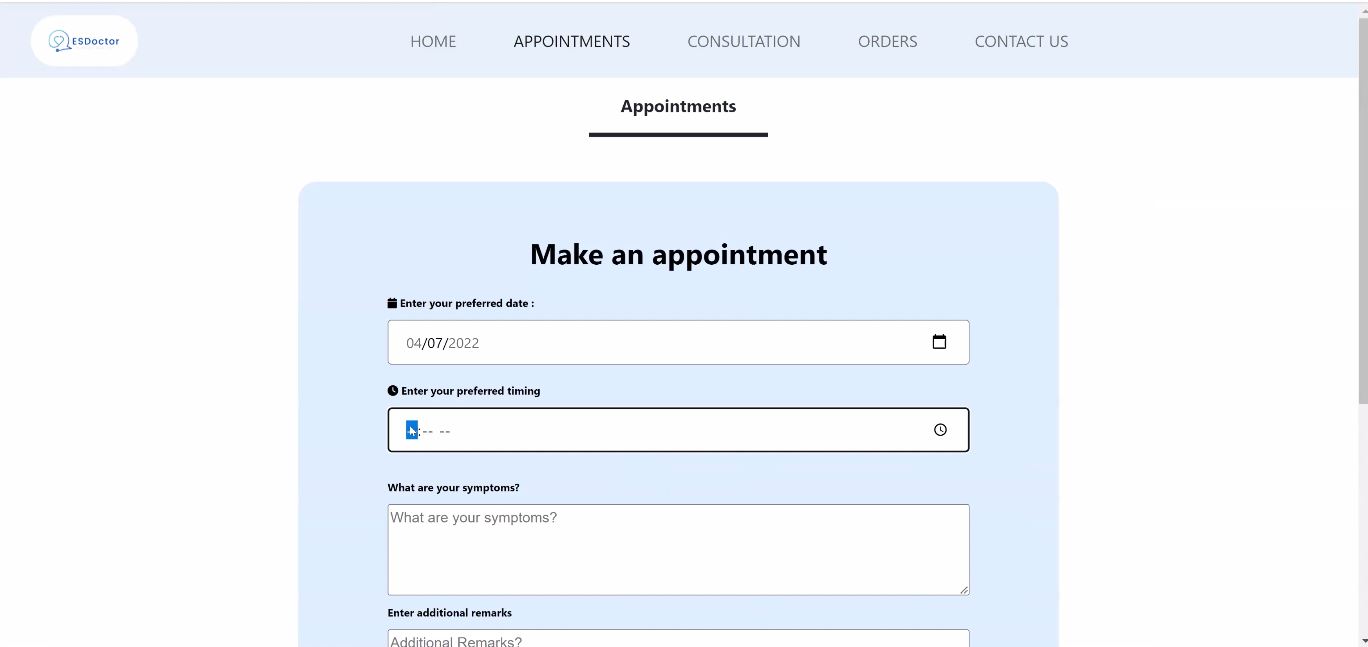 ESDoctor
HOME APPOINTMENTS CONSULTATION ORDERS CONTACT US
Appointments
Make an appointment
Enter your preferred date :
04/07/2022
Enter your preferred timing
:-- --
What are your symptoms?
What are your symptoms?
Enter additional remarks
Additional Remarks?